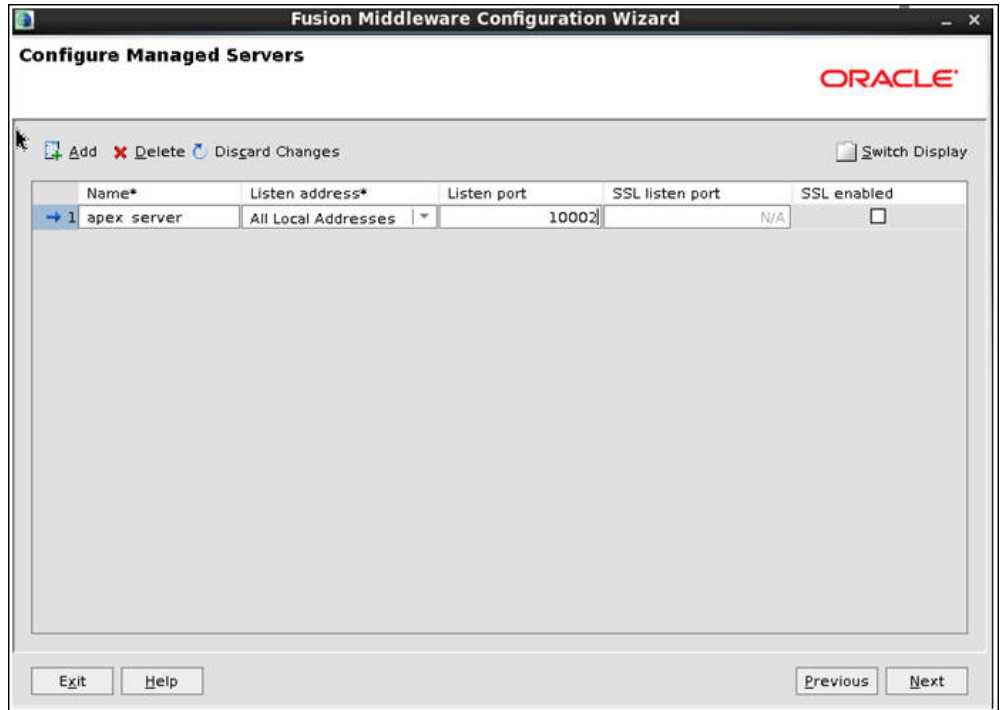 Fusion Middleware Configuration Wizard
Configure Managed Servers
ORACLE
Add Delete Discard Changes Switch Display
Name* Listen address* Listen port SSL listen port SSL enabled
1 apex server All Local Addresses 10002 N/A
Exit Help Previous Next